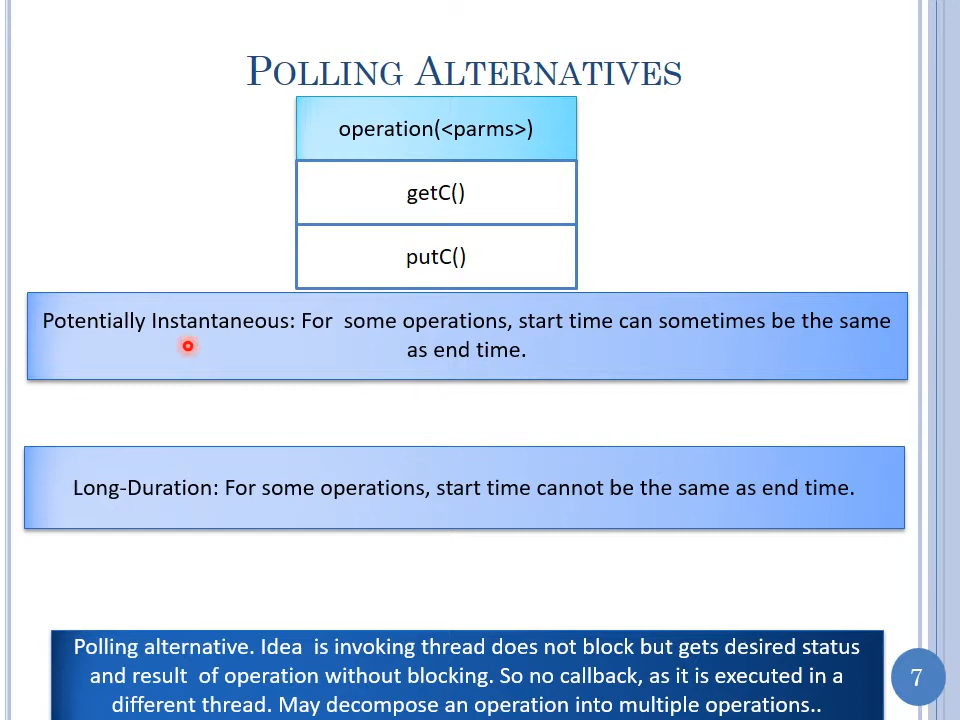 POLLING ALTERNATIVES
operation(<parms>)
getC()
putC()
Potentially Instantaneous: For some operations, start time can sometimes be the same
as end time.
Long-Duration: For some operations, start time cannot be the same as end time.
Polling alternative. Idea is invoking thread does not block but gets desired status
and result of operation without blocking. So no callback, as it is executed in a
different thread. May decompose an operation into multiple operations..
7